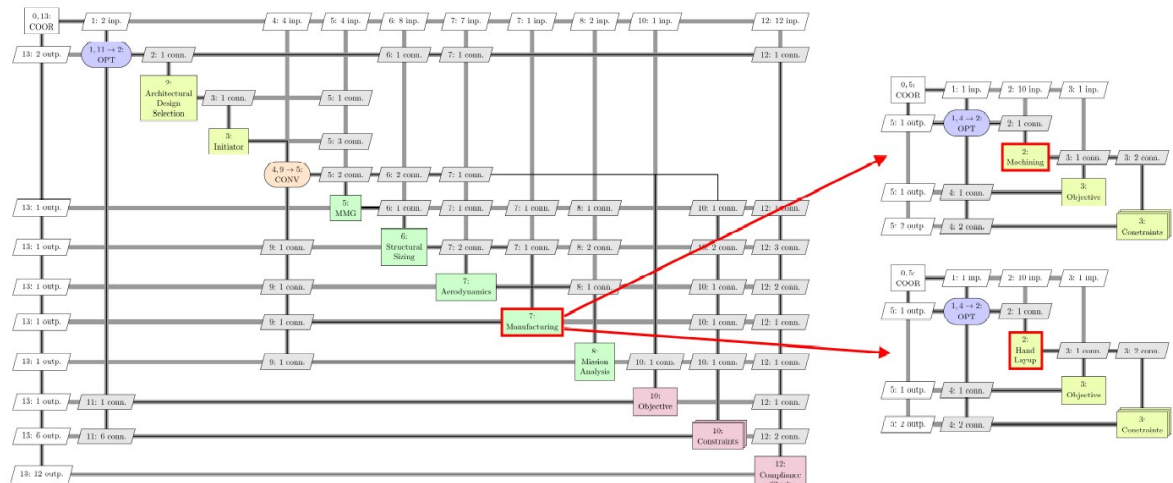 0, 13:
COOR
1: 2 inp.
4: 4 inp.
5: 4 inp.
6: 8 inp.
7: 7 inp.
7: 1 inp.
8: 2 inp.
10: 1 inp.
12: 12 inp.
13: 2 outp.
1, 11 → 2:
OPT
2: 1 conn.
6: 1 conn.
7: 1 conn.
12: 1 conn.
Architectural
Design
Selection
3: 1 conn.
5: 1 conn.
3:
Initiator
5: 3 conn.
4, 9 → 5:
CONV
5: 2 conn.
6: 2 conn.
7: 1 conn.
13: 1 outp.
5:
MMG
6: 1 conn.
7: 1 conn.
7: 1 conn.
8: 1 conn.
10: 1 conn.
12: 1 conn.
13: 1 outp.
9: 1 conn.
6:
Structural
Sizing
7: 2 conn.
7: 1 conn.
8: 2 conn.
10: 2 conn.
12: 3 conn.
13: 1 outp.
9: 1 conn.
7:
Aerodynamics
8: 1 conn.
10: 1 conn.
12: 2 conn.
13: 1 outp.
9: 1 conn.
7:
Manufacturing
10: 1 conn.
12: 1 conn.
13: 1 outp.
9: 1 conn.
8:
Mission
Analysis
10: 1 conn.
10: 1 conn.
12: 1 conn.
13: 1 outp.
11: 1 conn.
10:
Objective
12: 1 conn.
13: 6 outp.
11: 6 conn.
10:
Constraints
12: 2 conn.
13: 12 outp.
12:
Compliance
0, 5:
COOR
1: 1 inp.
2: 10 inp.
3: 1 inp.
5: 1 outp.
1, 4 → 2:
OPT
2: 1 conn.
2:
Machining
3: 1 conn.
3: 2 conn.
5: 1 outp.
4: 1 conn.
3:
Objective
5: 2 outp.
4: 2 conn.
3:
Constraints
0, 5:
COOR
1: 1 inp.
2: 10 inp.
3: 1 inp.
5: 1 outp.
1, 4 → 2:
OPT
2: 1 conn.
2:
Hand
Layup
3: 1 conn.
3: 2 conn.
5: 1 outp.
4: 1 conn.
3:
Objective
5: 2 outp.
4: 2 conn.
3:
Constraints